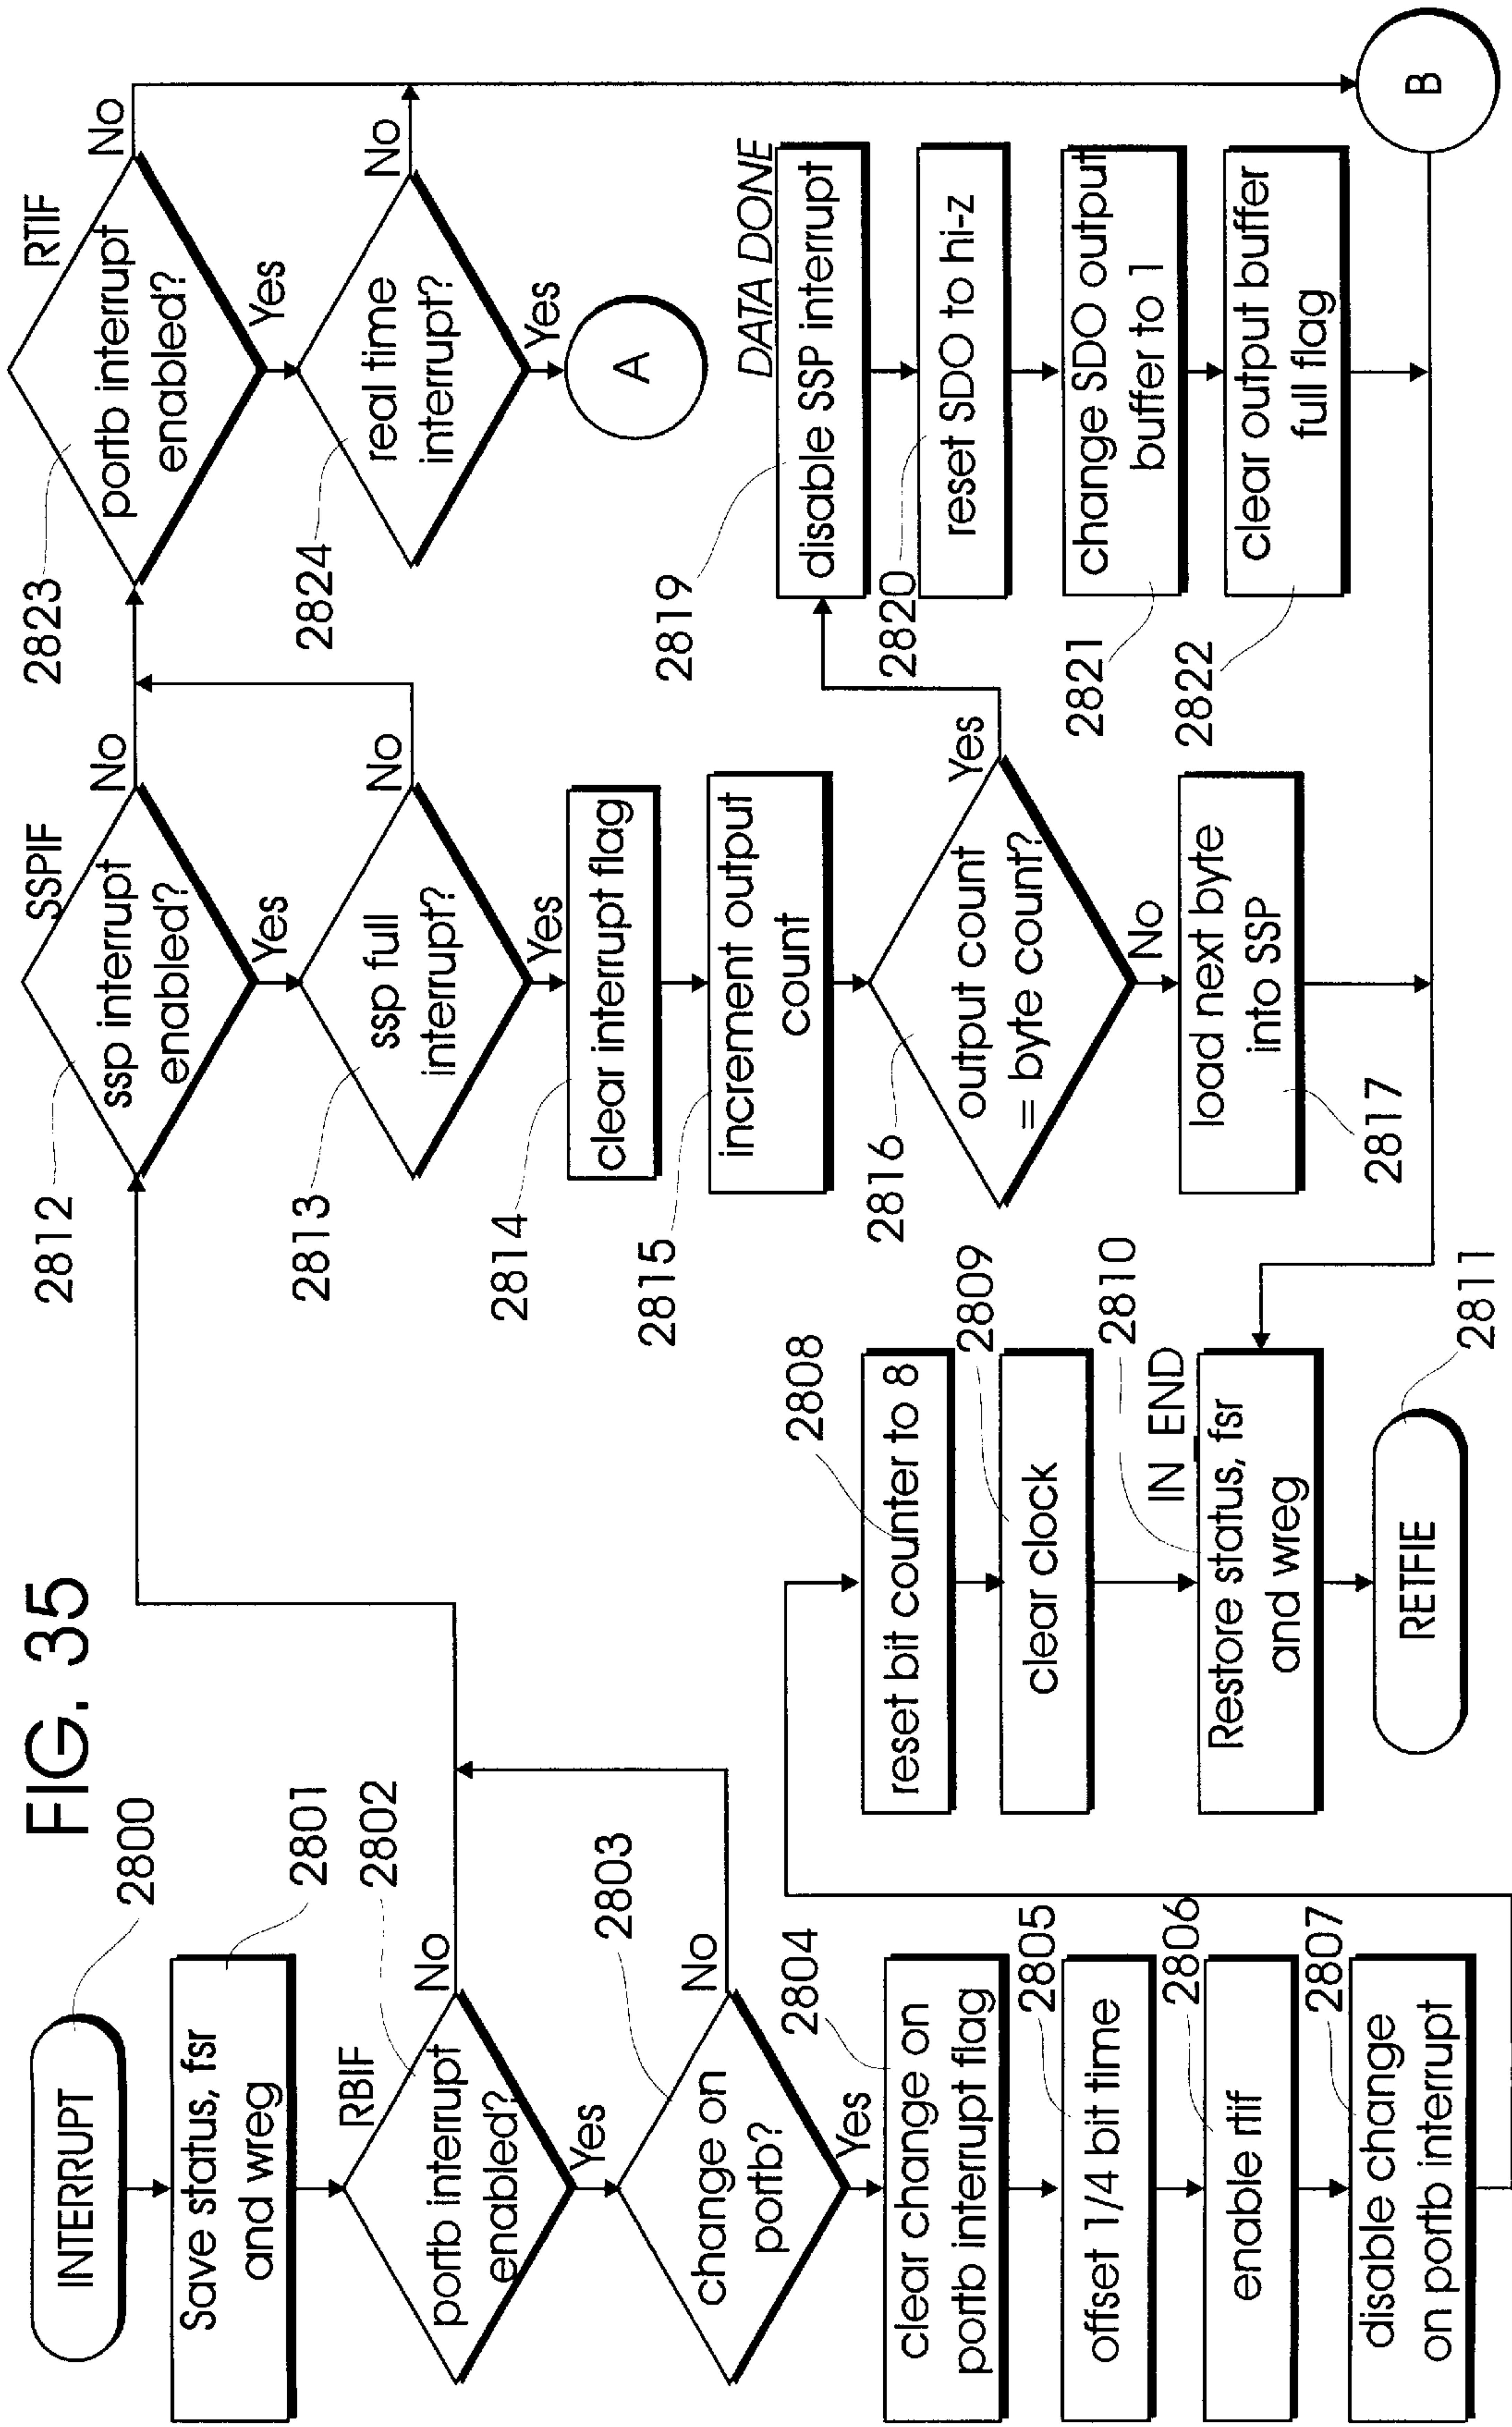 FIG. 35
INTERRUPT
2800
Save status, fsr
and wreg
2801
RBIF
2802
portb interrupt
enabled?
No
Yes
2803
change on
portb?
No
Yes
2804
clear change on
portb interrupt flag
2805
offset 1/4 bit time
2806
enable rtif
2807
disable change
on portb interrupt
2808
reset bit counter to 8
2809
clear clock
2810
IN END
Restore status, fsr
and wreg
2811
RETFIE
SSPIF
2812
ssp interrupt
enabled?
No
Yes
2813
ssp full
interrupt?
No
Yes
2814
clear interrupt flag
2815
increment output
count
2816
output count
= byte count?
Yes
No
load next byte
into SSP
2817
RTIF
2823
portb interrupt
enabled?
No
Yes
2824
real time
interrupt?
No
Yes
A
DATA DONE
2819
disable SSP interrupt
2820
reset SDO to hi-z
2821
change SDO output
buffer to 1
2822
clear output buffer
full flag
B